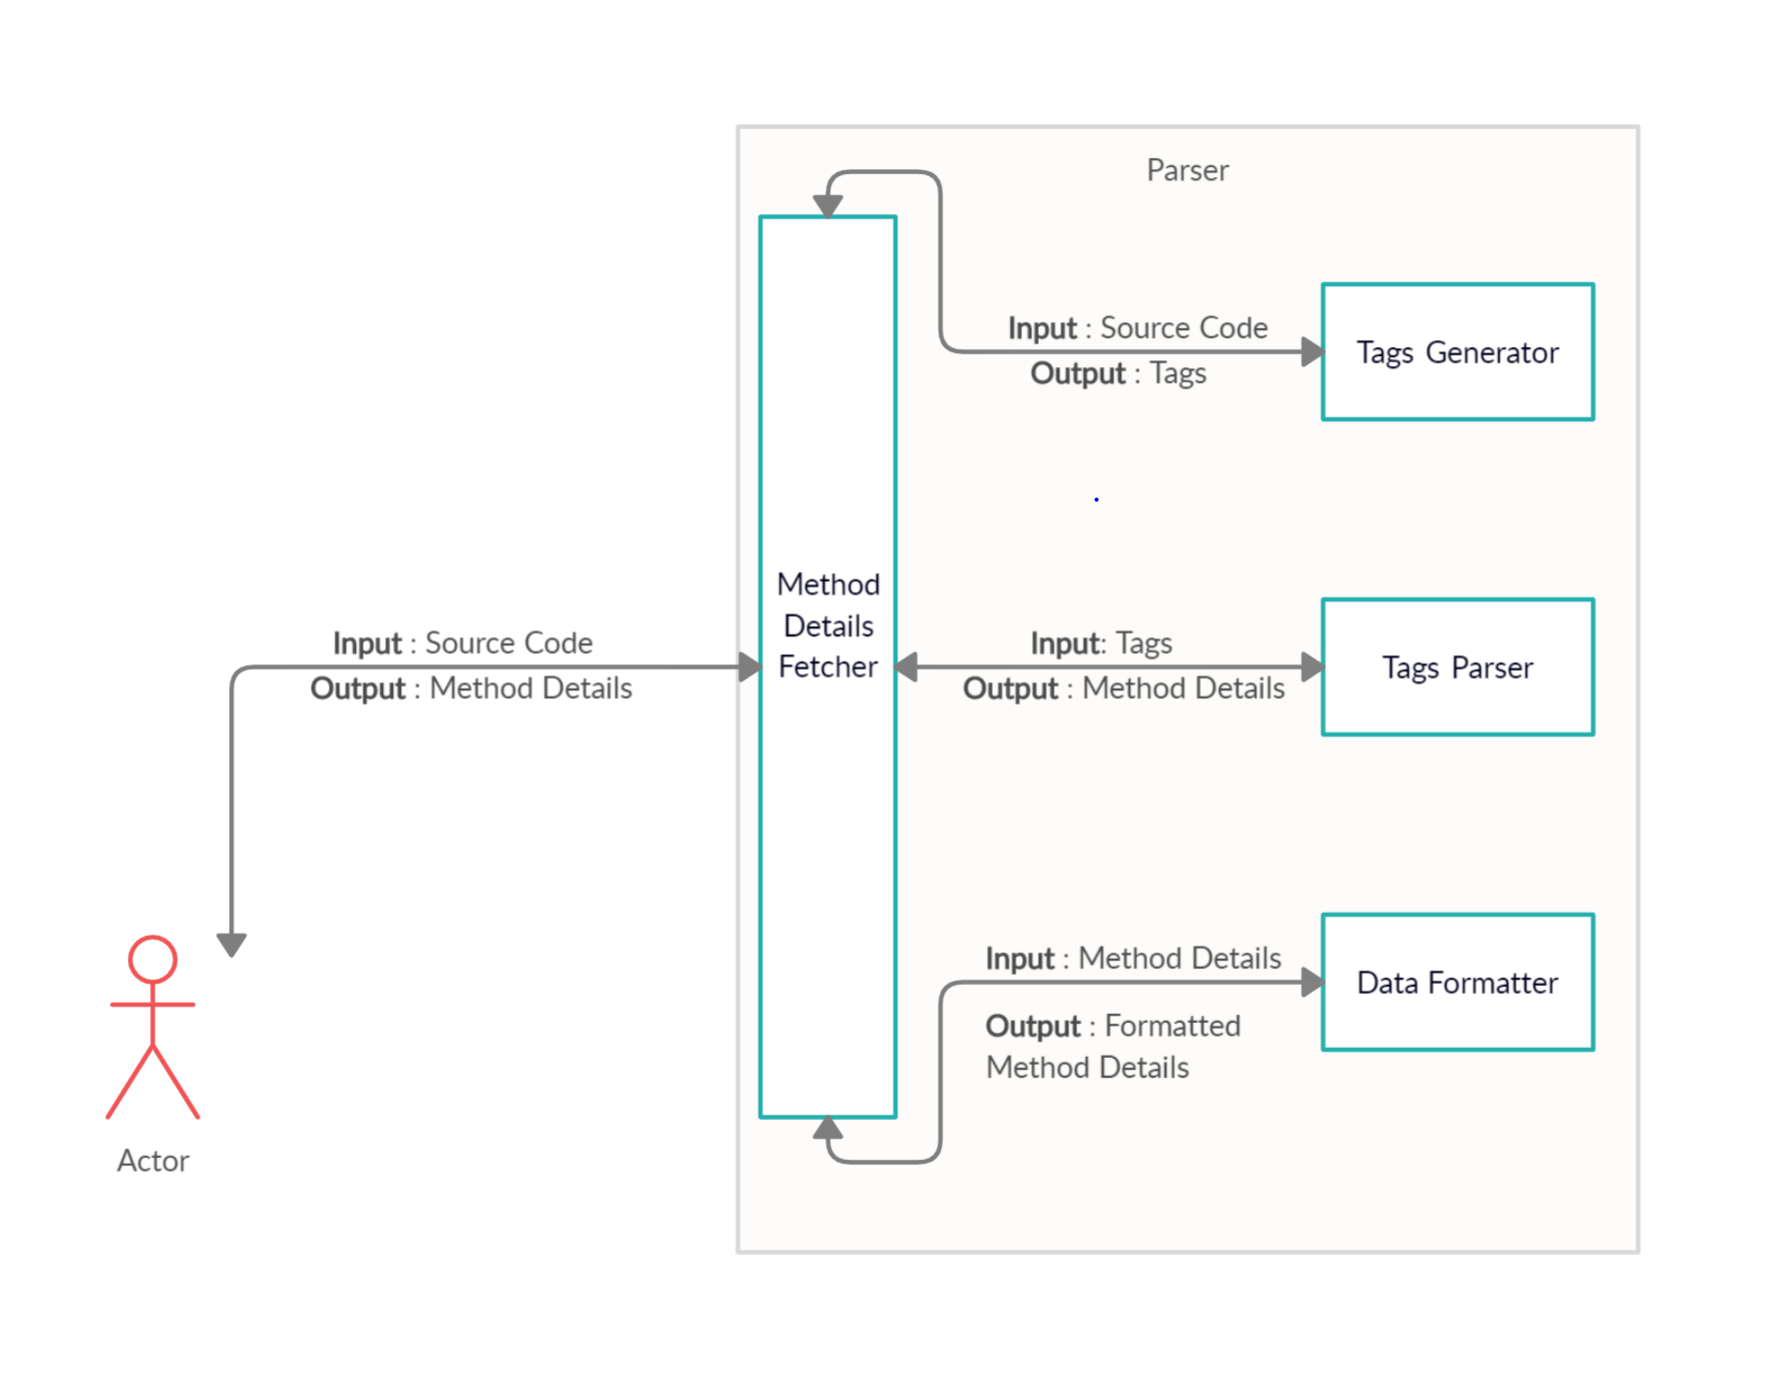 Parser
Input : Source Code
Output : Tags
Tags Generator
Method
Details
Fetcher
Input : Source Code
Output : Method Details
Input: Tags
Output : Method Details
Tags Parser
Input : Method Details
Output : Formatted
Method Details
Data Formatter
Actor